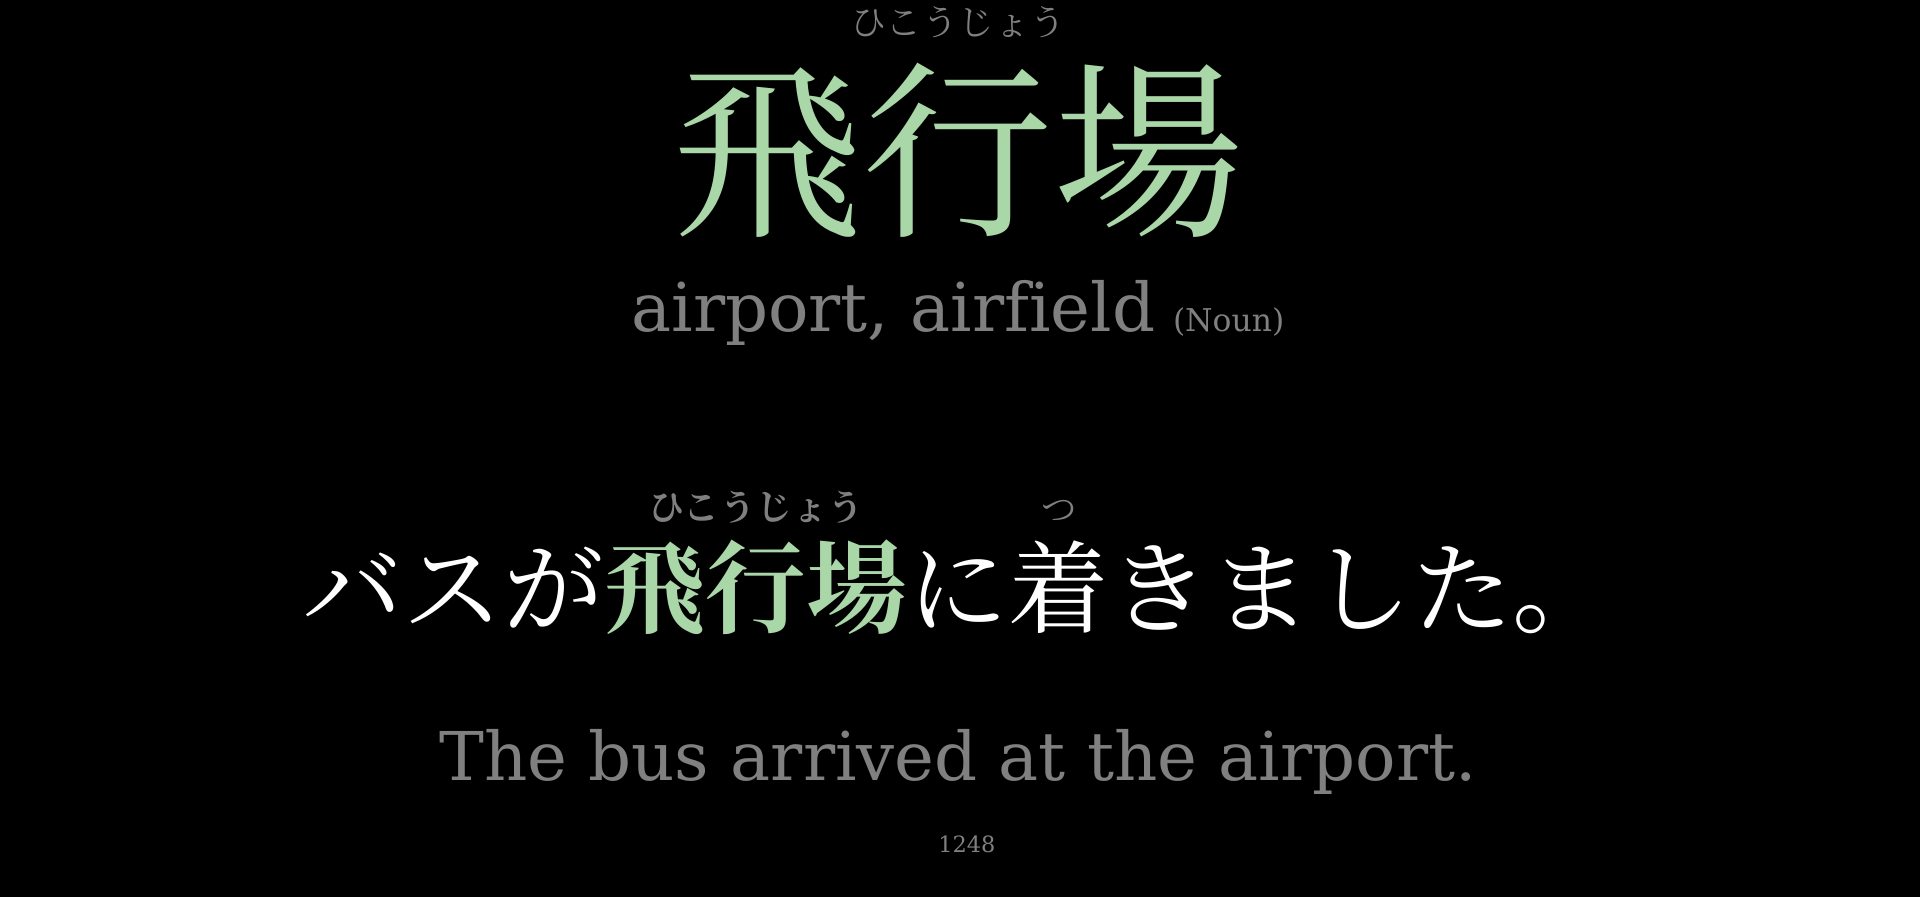 ひこうじょう
飛行場
airport, airfield (Noun)
ひこうじょう つ
バスが飛行場に着きました。
The bus arrived at the airport.
1248